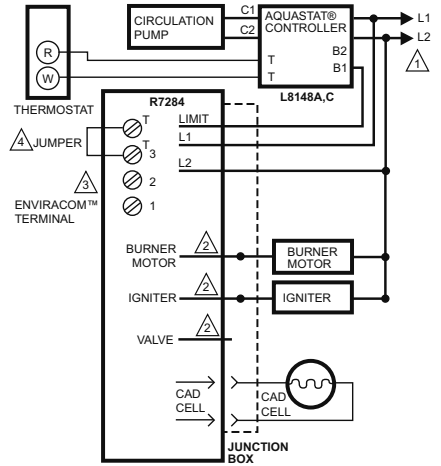 C1
C2
CIRCULATION
PUMP
AQUASTAT®
CONTROLLER
L1
L2
1
B2
B1
R
W
T
T
THERMOSTAT
L8148A,C
R7284
4 JUMPER
T
LIMIT
T
3
L1
3
2
L2
ENVIRACOM™
TERMINAL
1
BURNER
MOTOR
2
BURNER
MOTOR
IGNITER
2
IGNITER
VALVE
2
CAD
CELL
CAD
CELL
JUNCTION
BOX